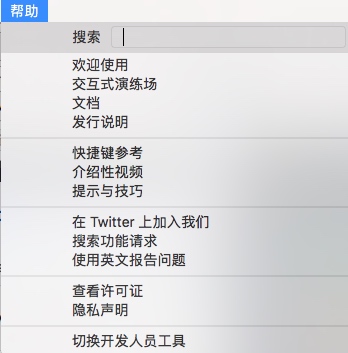 帮助
搜索
欢迎使用
交互式演练场
文档
发行说明
快捷键参考
介绍性视频
提示与技巧
在 Twitter 上加入我们
搜索功能请求
使用英文报告问题
查看许可证
隐私声明
切换开发人员工具